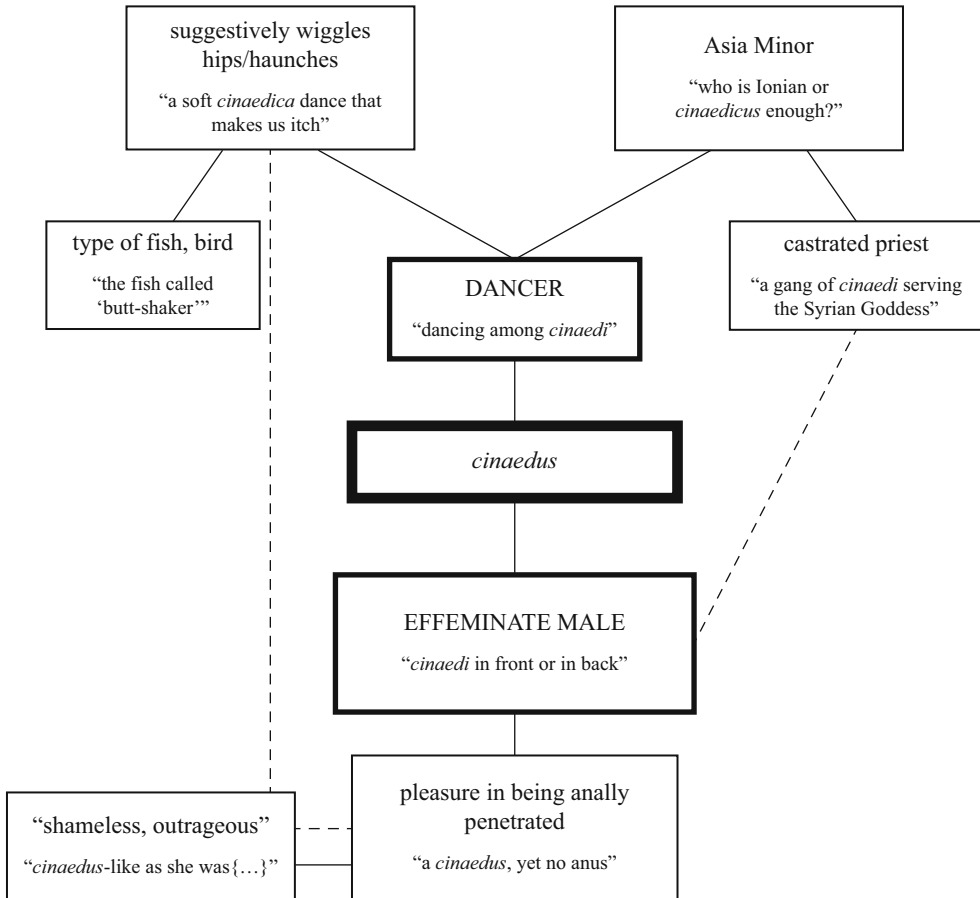 suggestively wiggles
hips/haunches
“a soft cinaedica dance that
makes us itch”
Asia Minor
“who is Ionian or
cinaedicus enough?”
type of fish, bird
“the fish called
‘butt-shaker’”
DANCER
“dancing among cinaedi”
castrated priest
“a gang of cinaedi serving
the Syrian Goddess”
cinaedus
EFFEMINATE MALE
“cinaedi in front or in back”
pleasure in being anally
penetrated
“a cinaedus, yet no anus”
“shameless, outrageous”
“cinaedus-like as she was{…}”